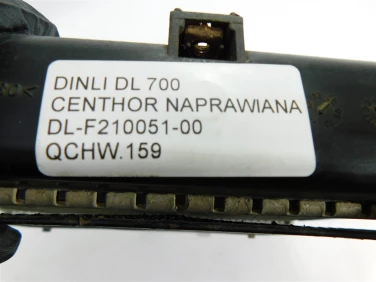 DINLI DL 700
CENTHOR NAPRAWIANA
DL-F210051-00
QCHW.159